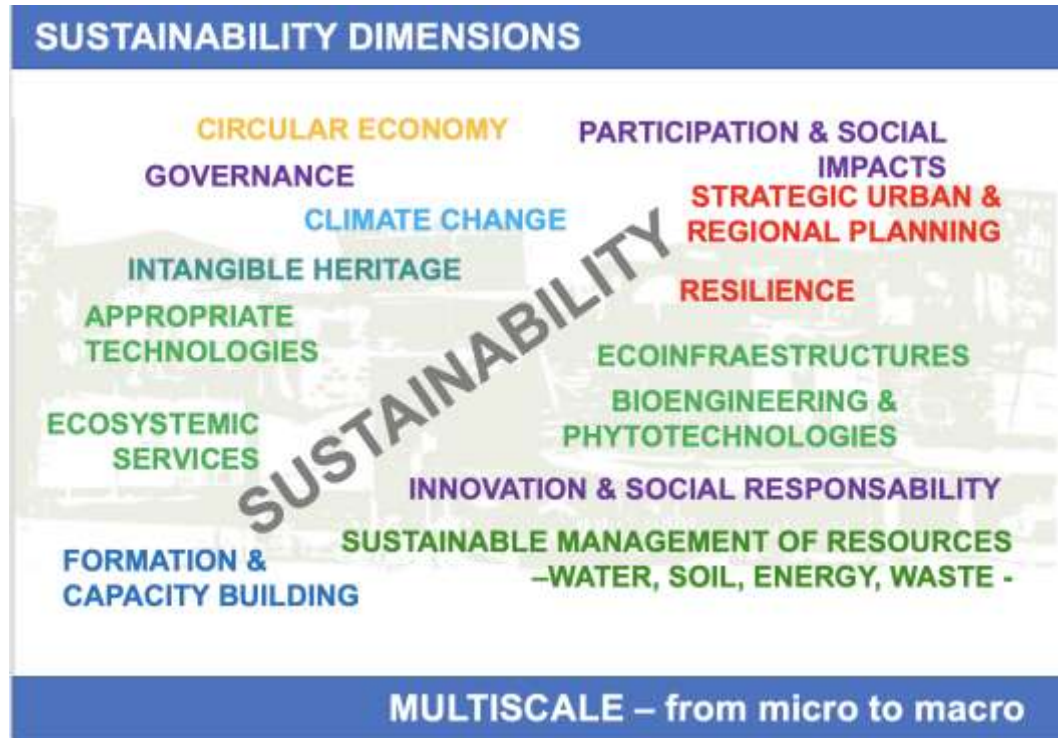 SUSTAINABILITY DIMENSIONS
CIRCULAR ECONOMY
PARTICIPATION & SOCIAL
IMPACTS
GOVERNANCE
STRATEGIC URBAN &
REGIONAL PLANNING
CLIMATE CHANGE
INTANGIBLE HERITAGE
RESILIENCE
APPROPRIATE
TECHNOLOGIES
SUSTAINABILITY
ECOINFRAESTRUCTURES
BIOENGINEERING &
PHYTOTECHNOLOGIES
ECOSYSTEMIC
SERVICES
INNOVATION & SOCIAL RESPONSABILITY
SUSTAINABLE MANAGEMENT OF RESOURCES
–WATER, SOIL, ENERGY, WASTE -
FORMATION &
CAPACITY BUILDING
MULTISCALE – from micro to macro